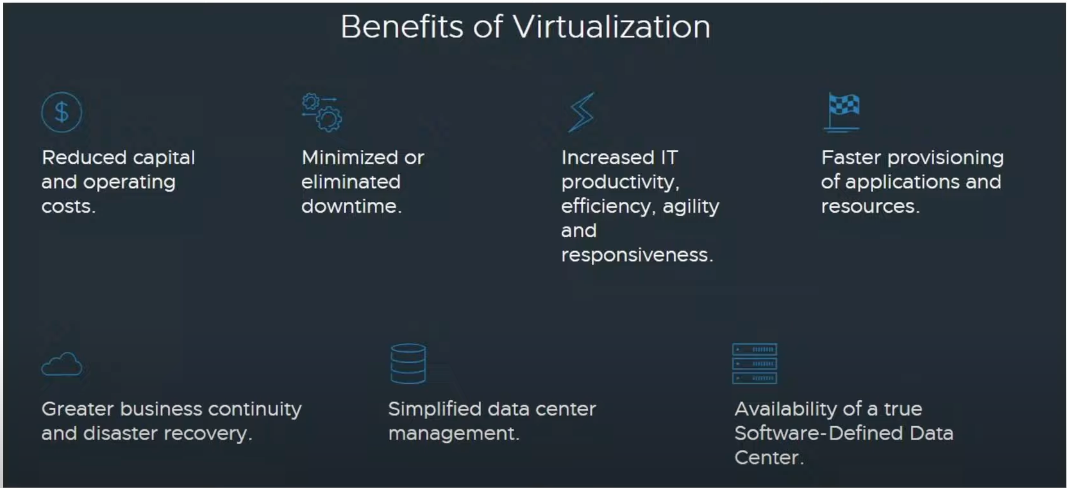 Benefits of Virtualization
$
Reduced capital
and operating
costs.
Minimized or
eliminated
downtime.
Increased IT
productivity,
efficiency, agility
and
responsiveness.
Faster provisioning
of applications and
resources.
Greater business continuity
and disaster recovery.
Simplified data center
management.
Availability of a true
Software-Defined Data
Center.